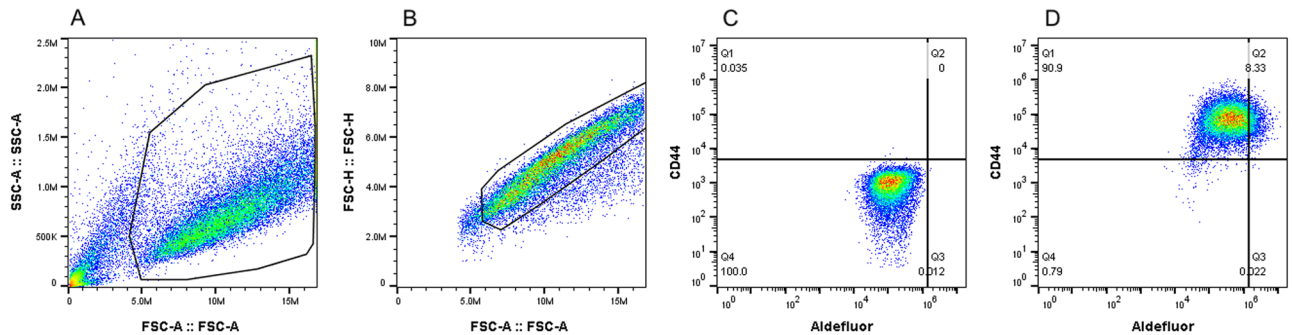 A
2.5M
2.0M
1.5M
1.0M
500K
0
SSC-A :: SSC-A
0
5.0M
10M
15M
FSC-A :: FSC-A
B
10M
8.0M
6.0M
4.0M
2.0M
0
FSC-H :: FSC-H
0
5.0M
10M
15M
FSC-A :: FSC-A
C
10^7
10^6
10^5
10^4
10^3
10^2
10^1
10^0
CD44
Q1
0.035
Q2
0
Q4
100.0
Q3
0.012
10^0
10^2
10^4
10^6
Aldefluor
D
10^7
10^6
10^5
10^4
10^3
10^2
10^1
10^0
CD44
Q1
90.9
Q2
8.33
Q4
0.79
Q3
0.022
10^0
10^2
10^4
10^6
Aldefluor